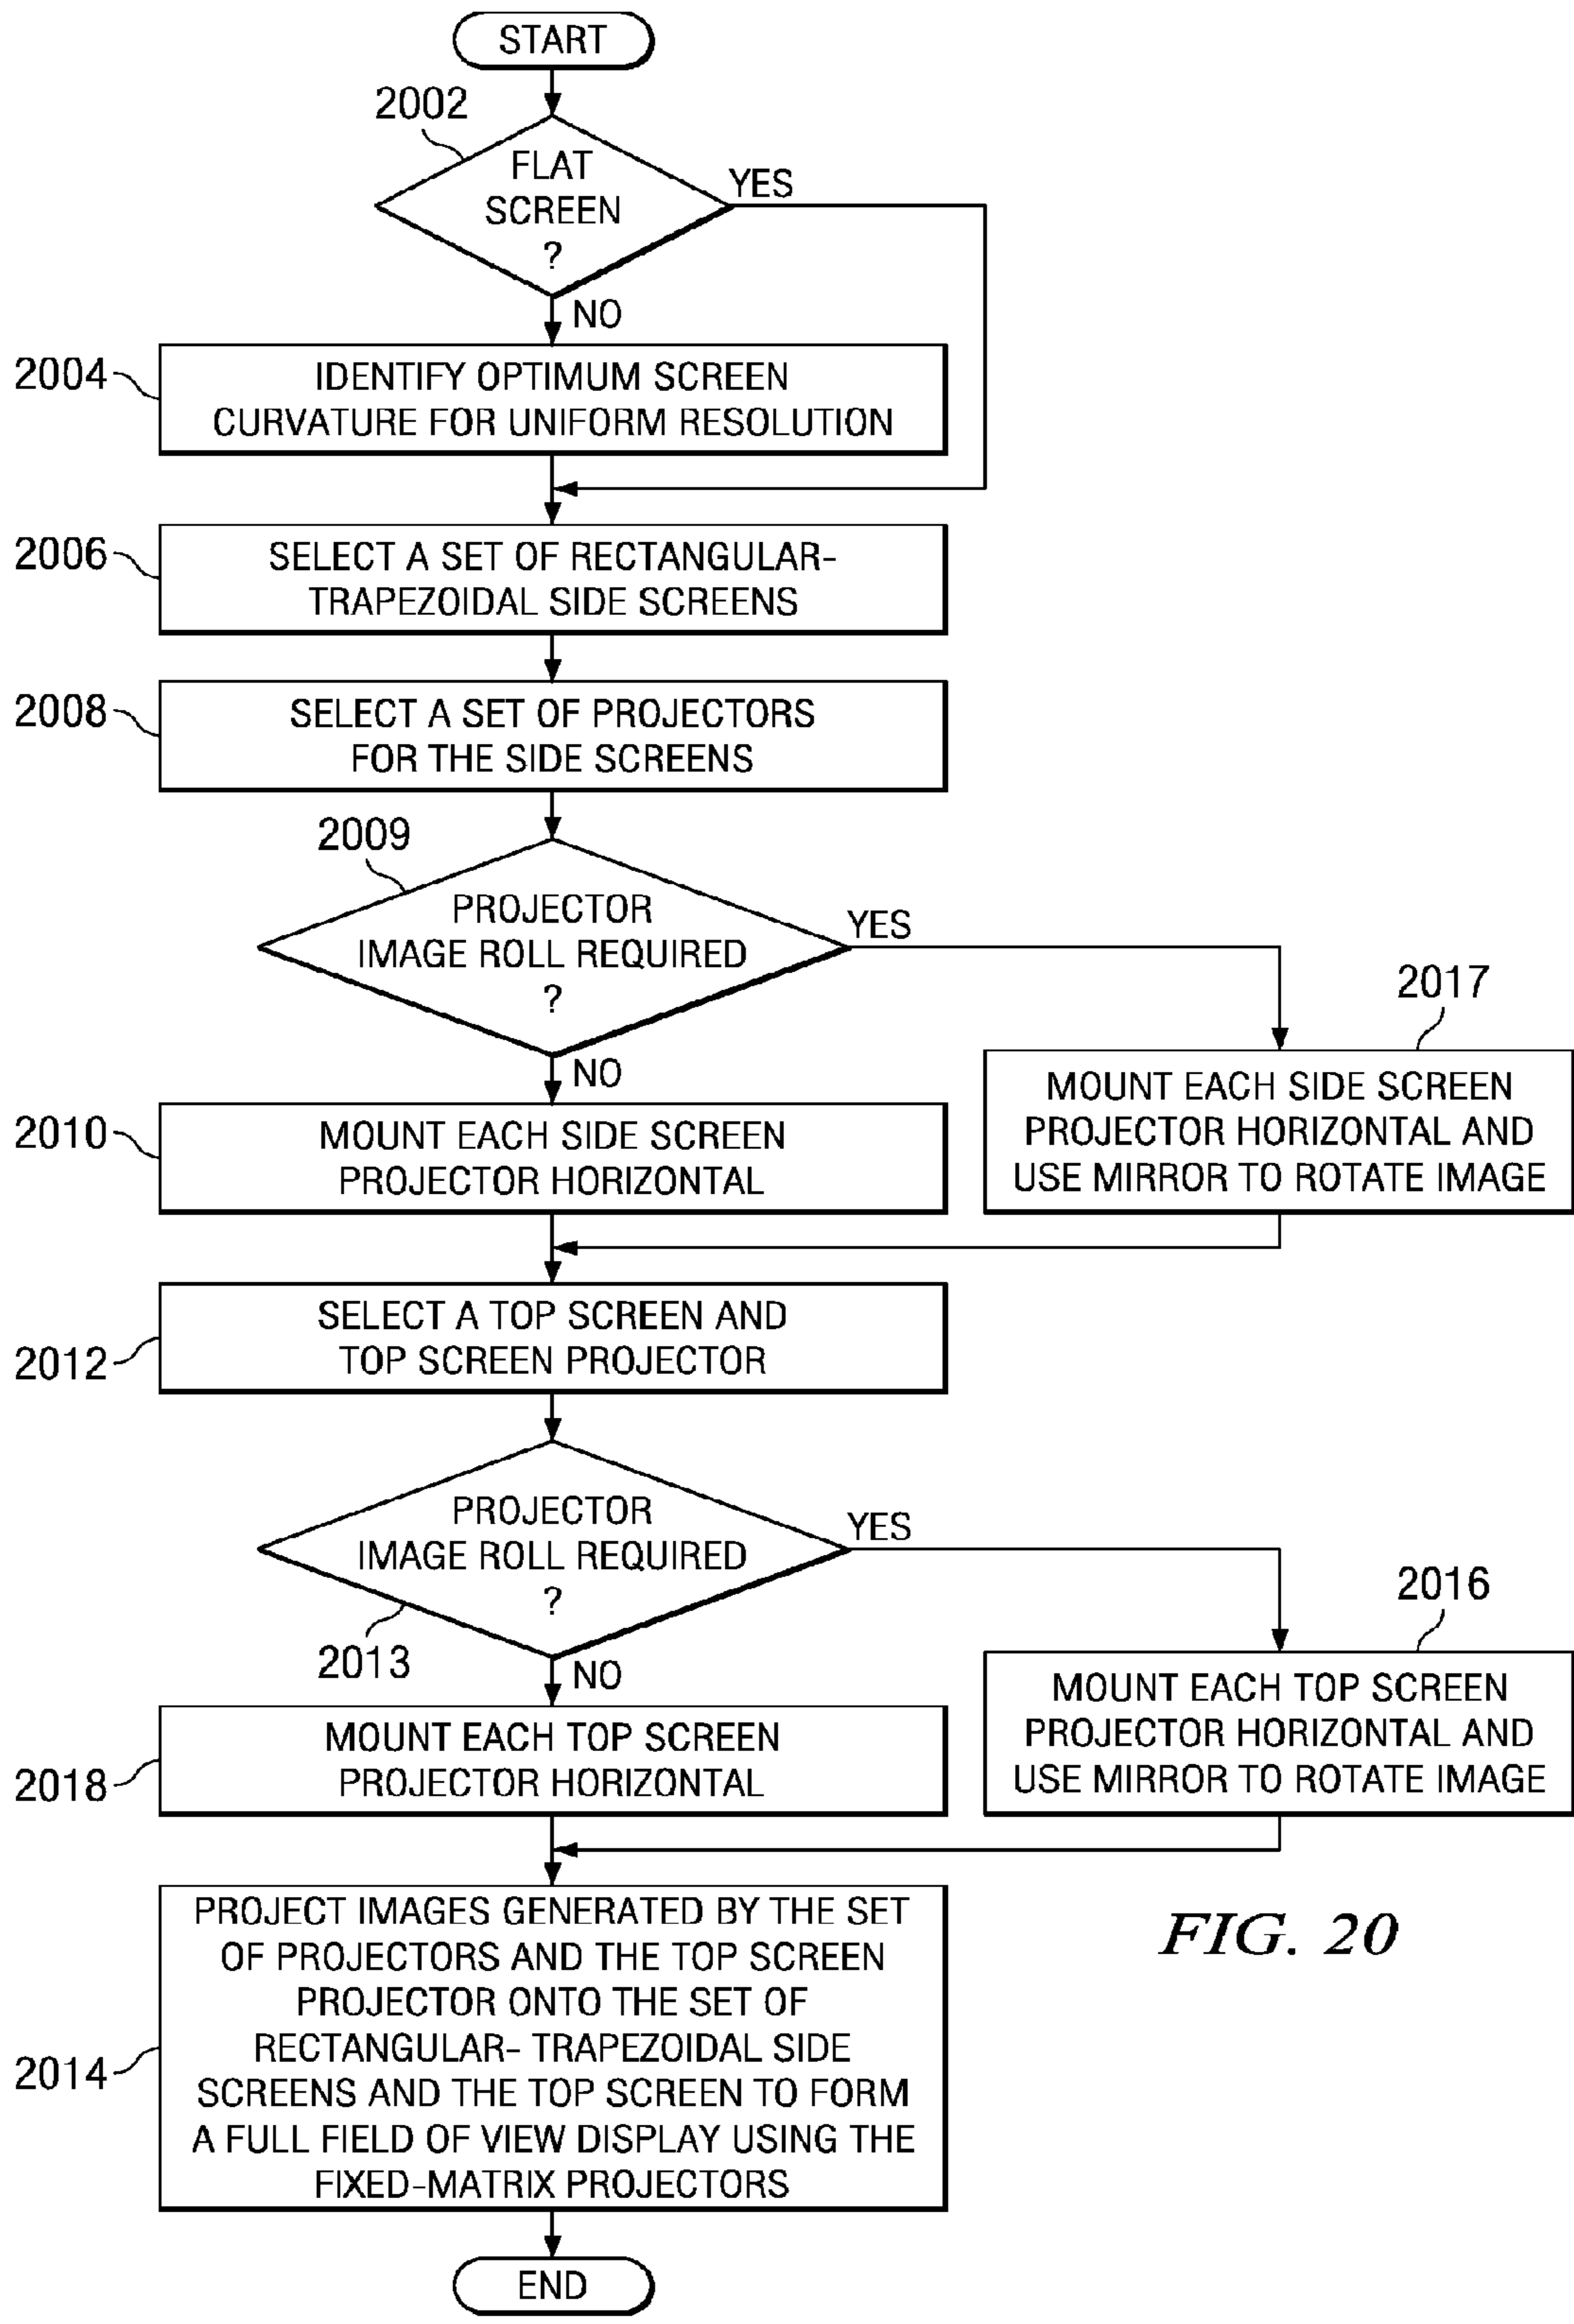 START
2002
FLAT
SCREEN
?
YES
NO
2004
IDENTIFY OPTIMUM SCREEN
CURVATURE FOR UNIFORM RESOLUTION
2006
SELECT A SET OF RECTANGULAR-
TRAPEZOIDAL SIDE SCREENS
2008
SELECT A SET OF PROJECTORS
FOR THE SIDE SCREENS
2009
PROJECTOR
IMAGE ROLL REQUIRED
?
YES
NO
2017
MOUNT EACH SIDE SCREEN
PROJECTOR HORIZONTAL AND
USE MIRROR TO ROTATE IMAGE
2010
MOUNT EACH SIDE SCREEN
PROJECTOR HORIZONTAL
2012
SELECT A TOP SCREEN AND
TOP SCREEN PROJECTOR
PROJECTOR
IMAGE ROLL REQUIRED
?
2013
YES
NO
2016
MOUNT EACH TOP SCREEN
PROJECTOR HORIZONTAL AND
USE MIRROR TO ROTATE IMAGE
2018
MOUNT EACH TOP SCREEN
PROJECTOR HORIZONTAL
2014
PROJECT IMAGES GENERATED BY THE SET
OF PROJECTORS AND THE TOP SCREEN
PROJECTOR ONTO THE SET OF
RECTANGULAR- TRAPEZOIDAL SIDE
SCREENS AND THE TOP SCREEN TO FORM
A FULL FIELD OF VIEW DISPLAY USING THE
FIXED-MATRIX PROJECTORS
FIG. 20
END